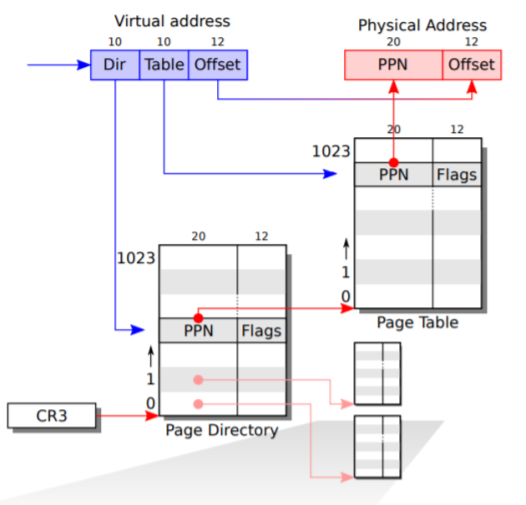 Virtual address
10 10 12
Dir Table Offset
Physical Address
20 12
PPN Offset
20 12
1023
PPN Flags
1
0
Page Table
20 12
1023
PPN Flags
1
0
Page Directory
CR3